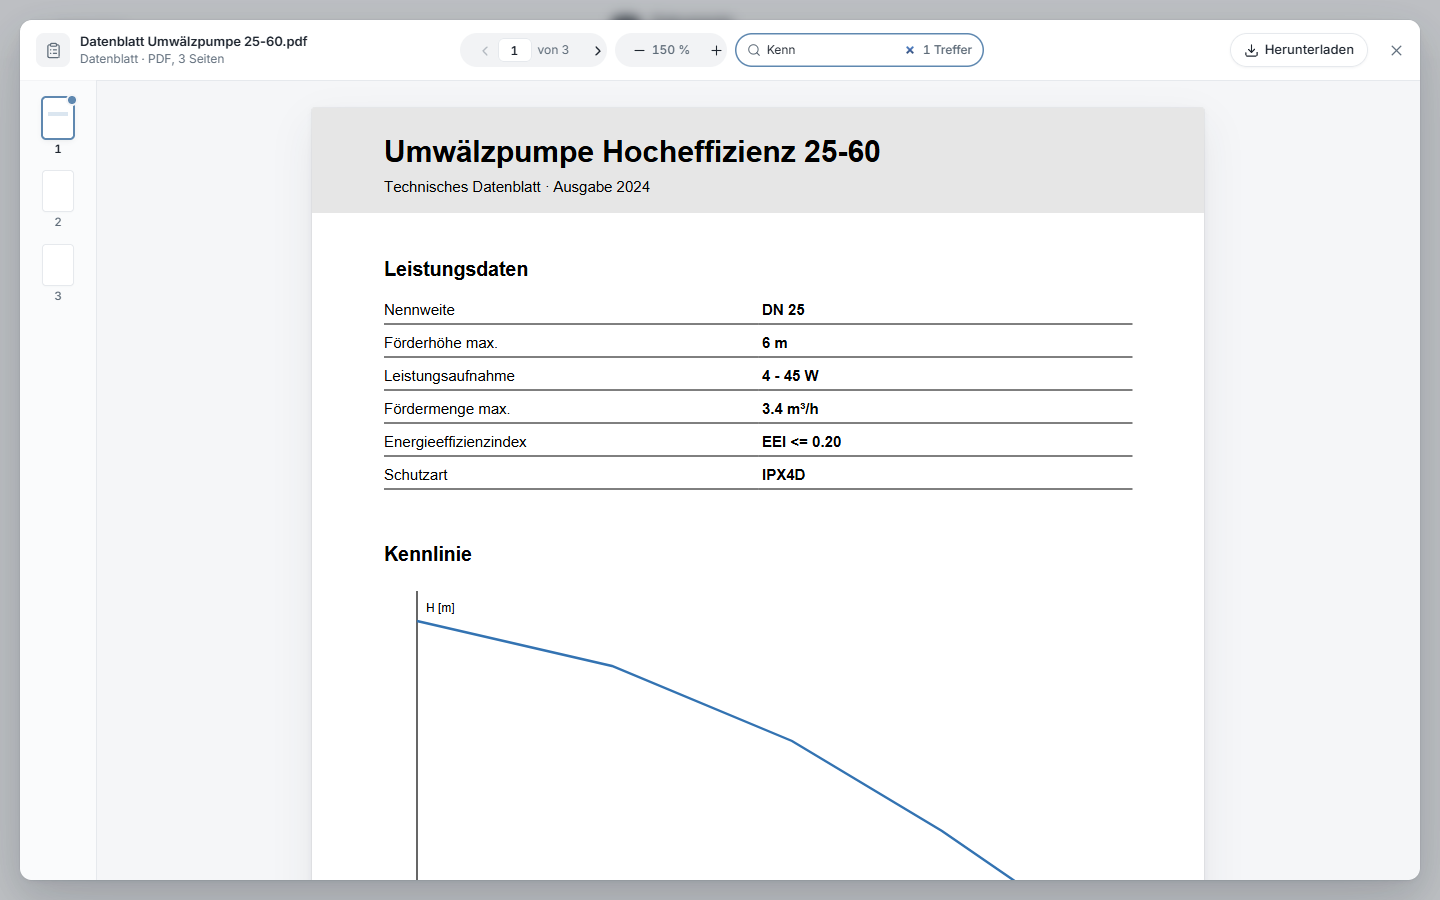 Datenblatt Umwälzpumpe 25-60.pdf
Datenblatt · PDF, 3 Seiten
1 von 3
150 %
Kenn
1 Treffer
Herunterladen
1
2
3
Umwälzpumpe Hocheffizienz 25-60
Technisches Datenblatt · Ausgabe 2024
Leistungsdaten
Nennweite DN 25
Förderhöhe max. 6 m
Leistungsaufnahme 4 - 45 W
Fördermenge max. 3.4 m³/h
Energieeffizienzindex EEI <= 0.20
Schutzart IPX4D
Kennlinie
H [m]